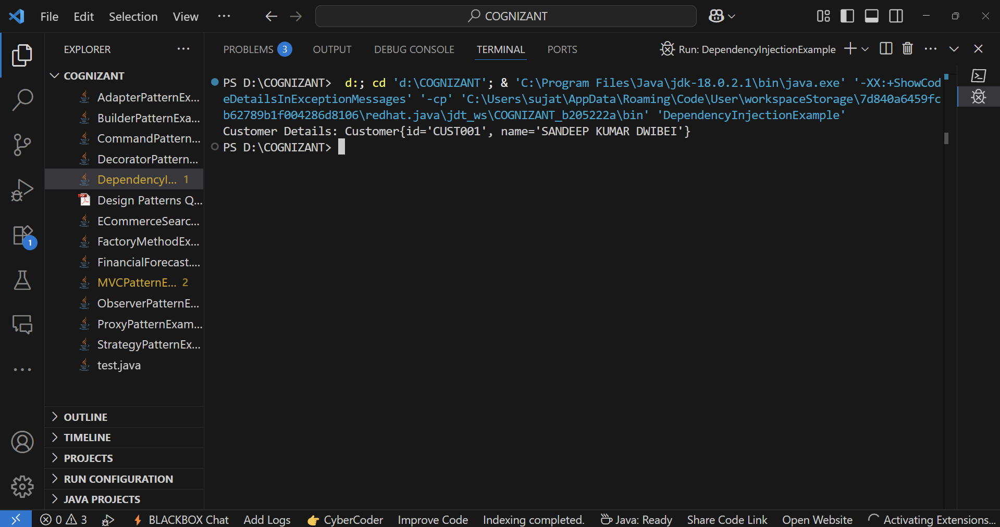 File Edit Selection View ... COGNIZANT
EXPLORER ...
PROBLEMS 3 OUTPUT DEBUG CONSOLE TERMINAL PORTS Run: DependencyInjectionExample
COGNIZANT
AdapterPatternEx...
BuilderPatternExa...
CommandPattern...
DecoratorPattern...
DependencyI... 1
Design Patterns Q...
ECommerceSearc...
FactoryMethodEx...
FinancialForecast....
MVCPatternE... 2
ObserverPatternE...
ProxyPatternExam...
StrategyPatternEx...
test.java
OUTLINE
TIMELINE
PROJECTS
RUN CONFIGURATION
JAVA PROJECTS
1
PS D:\COGNIZANT>  d:; cd 'd:\COGNIZANT'; & 'C:\Program Files\Java\jdk-18.0.2.1\bin\java.exe' '-XX:+ShowCod
eDetailsInExceptionMessages' '-cp' 'C:\Users\sujat\AppData\Roaming\Code\User\workspaceStorage\7d840a6459fc
b62789b1f004286d8106\redhat.java\jdt_ws\COGNIZANT_b205222a\bin' 'DependencyInjectionExample'
Customer Details: Customer{id='CUST001', name='SANDEEP KUMAR DWIBEI'}
PS D:\COGNIZANT>
0 3 BLACKBOX Chat Add Logs CyberCoder Improve Code Indexing completed. Java: Ready Share Code Link Open Website Activating Extensions...